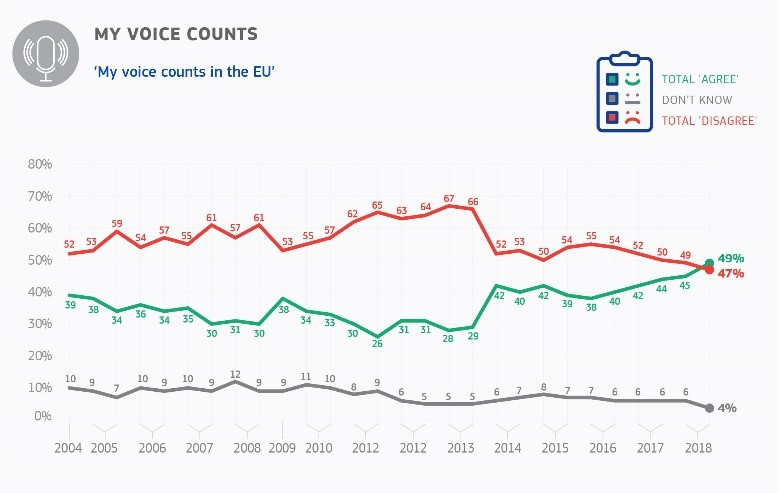 MY VOICE COUNTS
‘My voice counts in the EU’
TOTAL ‘AGREE’
DON’T KNOW
TOTAL ‘DISAGREE’
80%
70%
60%
50%
40%
30%
20%
10%
0%
52 53 59 54 57 55 61 57 61 53 55 57 62 65 63 64 67 66 52 53 50 54 55 54 52 50 49 47%
39 38 34 36 34 35 30 31 30 38 34 33 30 26 31 31 28 29 42 40 42 39 38 40 42 44 45 49%
10 9 7 10 9 10 9 12 9 9 11 10 8 9 6 5 5 5 6 7 8 7 7 6 6 6 6 4%
2004 2005 2006 2007 2008 2009 2010 2012 2012 2013 2014 2015 2016 2017 2018